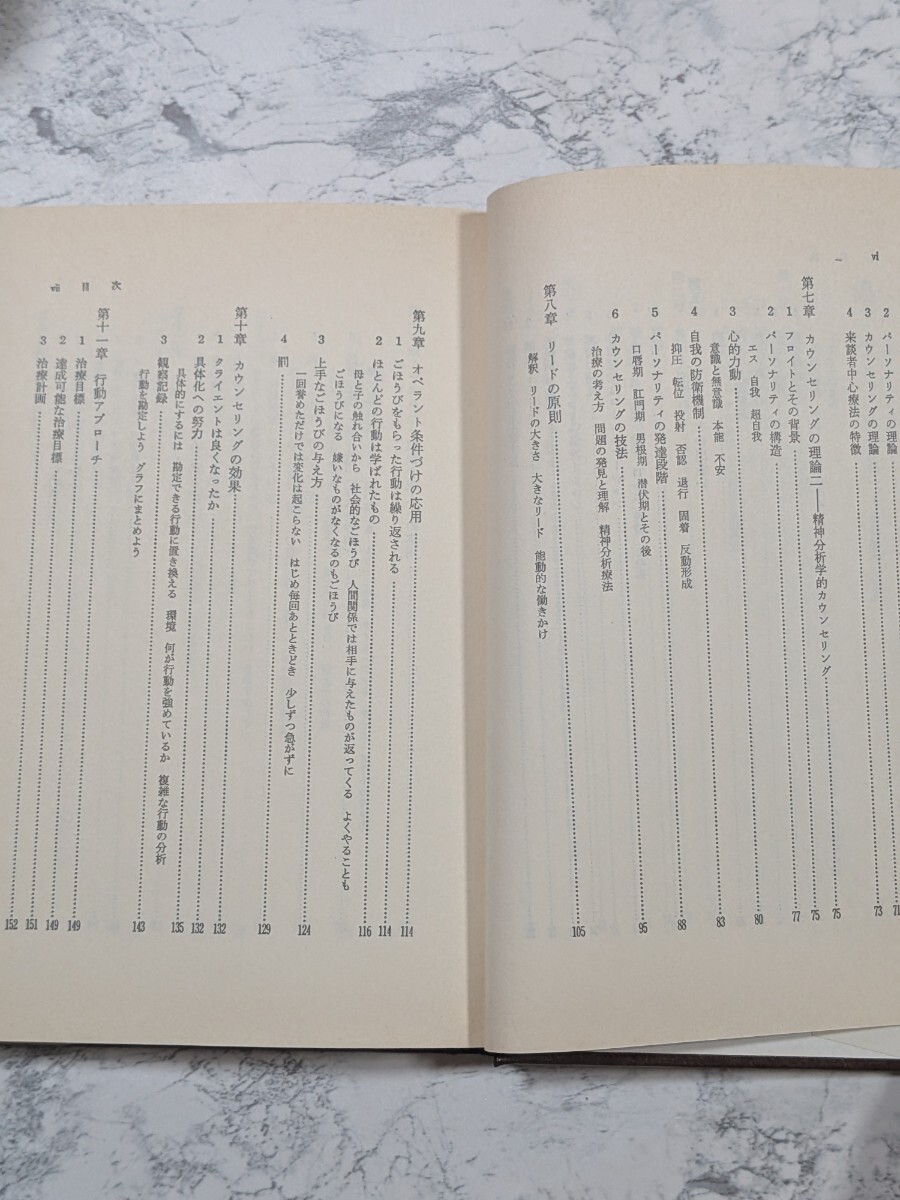 vi
2 パーソナリティの理論
3 カウンセリングの理論 71
4 来談者中心療法の特徴 73
第七章 カウンセリングの理論二――精神分析学的カウンセリング 75
1 フロイトとその背景 75
2 パーソナリティの構造 77
エス 自我 超自我
3 心的力動 80
意識と無意識 本能 不安
4 自我の防衛機制 83
抑圧 転位 投射 否認 退行 固着 反動形成
5 パーソナリティの発達段階 88
口唇期 肛門期 男根期 潜伏期とその後
6 カウンセリングの技法 95
治療の考え方 問題の発見と理解 精神分析療法
第八章 リードの原則 105
解釈 リードの大きさ 大きなリード 能動的な働きかけ
vii 目次
第九章 オペラント条件づけの応用 114
1 ごほうびをもらった行動は繰り返される 114
2 ほとんどの行動は学ばれたもの 116
母と子の触れ合いから 社会的なごほうび 人間関係では相手に与えたものが返ってくる よくやることも
ごほうびになる 嫌いなものがなくなるのもごほうび
3 上手なごほうびの与え方 124
一回誉めただけでは変化は起こらない はじめ毎回あとときどき 少しずつ急がずに
4 罰 129
第十章 カウンセリングの効果 132
1 クライエントは良くなったか 132
2 具体化への努力 135
具体的にするには 勘定できる行動に置き換える 環境 何が行動を強めているか 複雑な行動の分析
3 観察記録 143
行動を勘定しよう グラフにまとめよう
第十一章 行動アプローチ 149
1 治療目標 149
2 達成可能な治療目標 151
3 治療計画 152